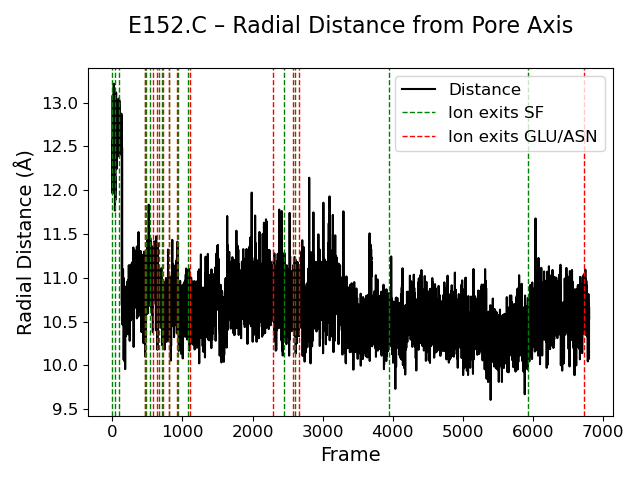 E152.C – Radial Distance from Pore Axis
Distance
Ion exits SF
Ion exits GLU/ASN
Radial Distance (Å)
13.0
12.5
12.0
11.5
11.0
10.5
10.0
9.5
0 1000 2000 3000 4000 5000 6000 7000
Frame